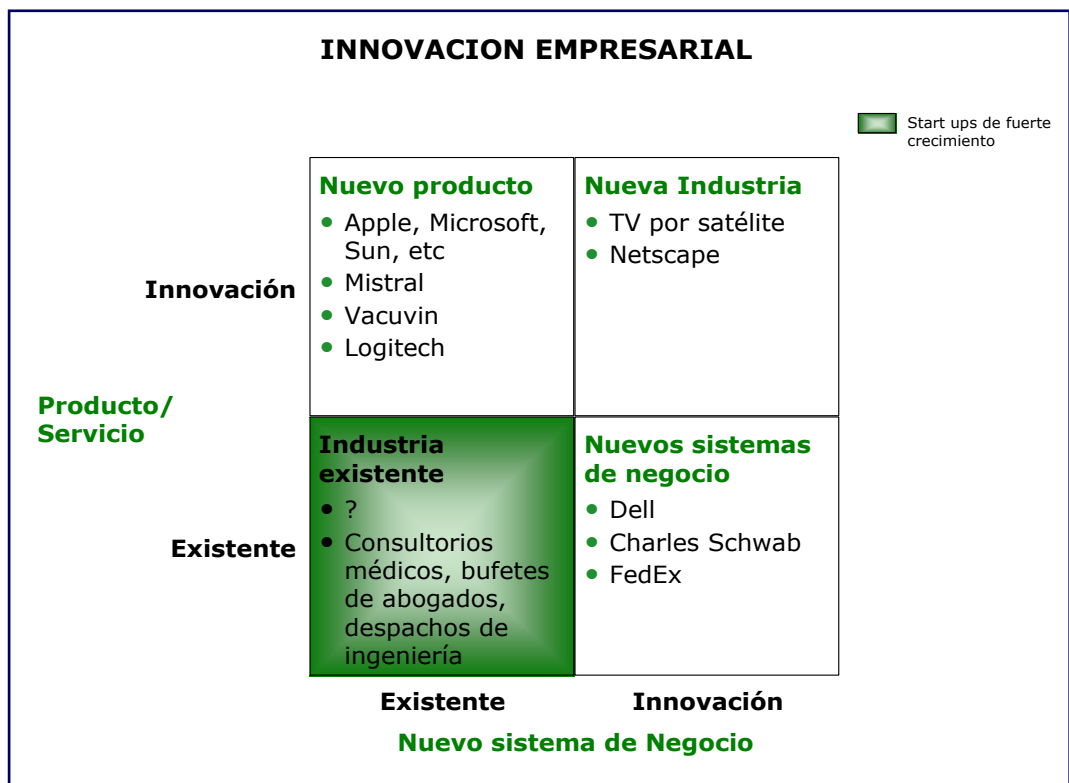 INNOVACION EMPRESARIAL
Start ups de fuerte
crecimiento
Nuevo producto
• Apple, Microsoft,
Sun, etc
• Mistral
• Vacuvin
• Logitech
Nueva Industria
• TV por satélite
• Netscape
Innovación
Producto/
Servicio
Industria
existente
• ?
• Consultorios
médicos, bufetes
de abogados,
despachos de
ingeniería
Nuevos sistemas
de negocio
• Dell
• Charles Schwab
• FedEx
Existente
Existente
Innovación
Nuevo sistema de Negocio